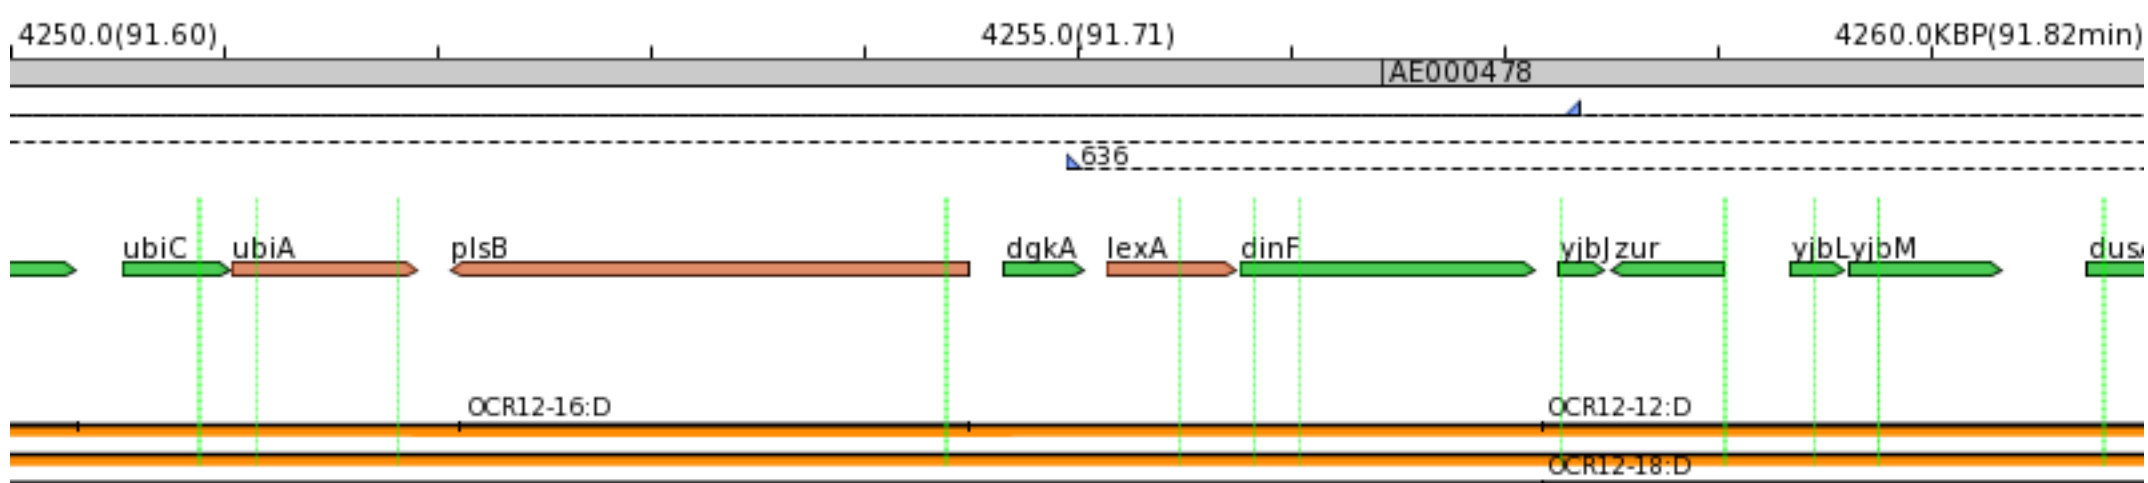 4250.0(91.60) 4255.0(91.71) 4260.0KBP(91.82min)
AE000478
636
ubiC ubiA plsB dgkA lexA dinF yjbJ zur yjbL yjbM dusA
OCR12-16:D OCR12-12:D
OCR12-18:D